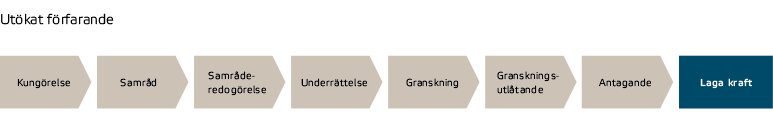 Utökat förfarande
Kungörelse
Samråd
Samråde-
redogörelse
Underrättelse
Granskning
Gransknings-
utlåtande
Antagande
Laga kraft